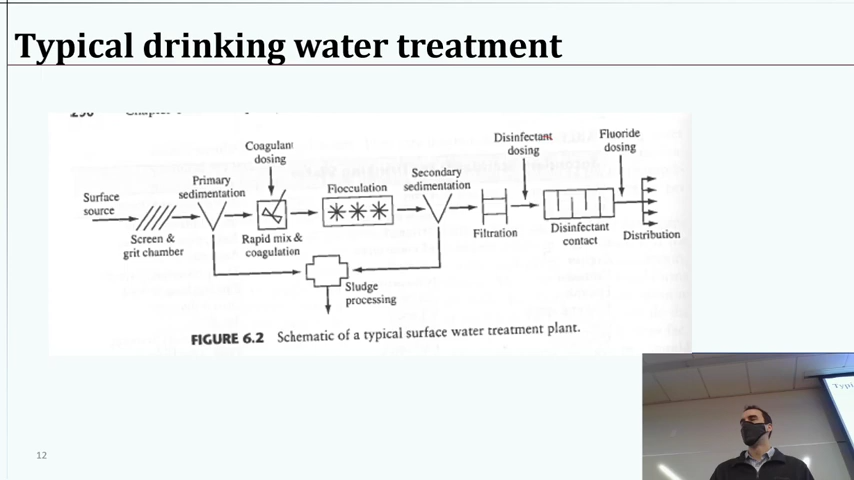 Typical drinking water treatment
Coagulant
dosing
Disinfectant
dosing
Fluoride
dosing
Surface
source
Primary
sedimentation
Flocculation
Secondary
sedimentation
Screen &
grit chamber
Rapid mix &
coagulation
Filtration
Disinfectant
contact
Distribution
Sludge
processing
FIGURE 6.2 Schematic of a typical surface water treatment plant.
12